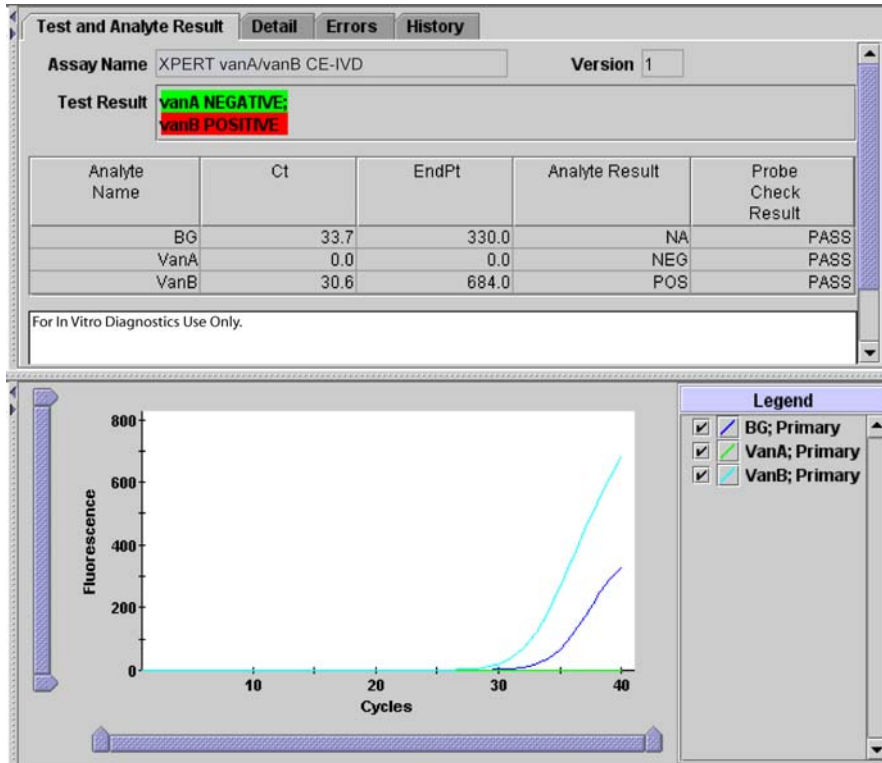 Test and Analyte Result Detail Errors History
Assay Name XPERT vanA/vanB CE-IVD Version 1
Test Result vanA NEGATIVE;
vanB POSITIVE
Analyte Name Ct EndPt Analyte Result Probe Check Result
BG 33.7 330.0 NA PASS
VanA 0.0 0.0 NEG PASS
VanB 30.6 684.0 POS PASS
For In Vitro Diagnostics Use Only.
800
600
400
200
0
10 20 30 40
Fluorescence
Cycles
Legend
BG; Primary
VanA; Primary
VanB; Primary